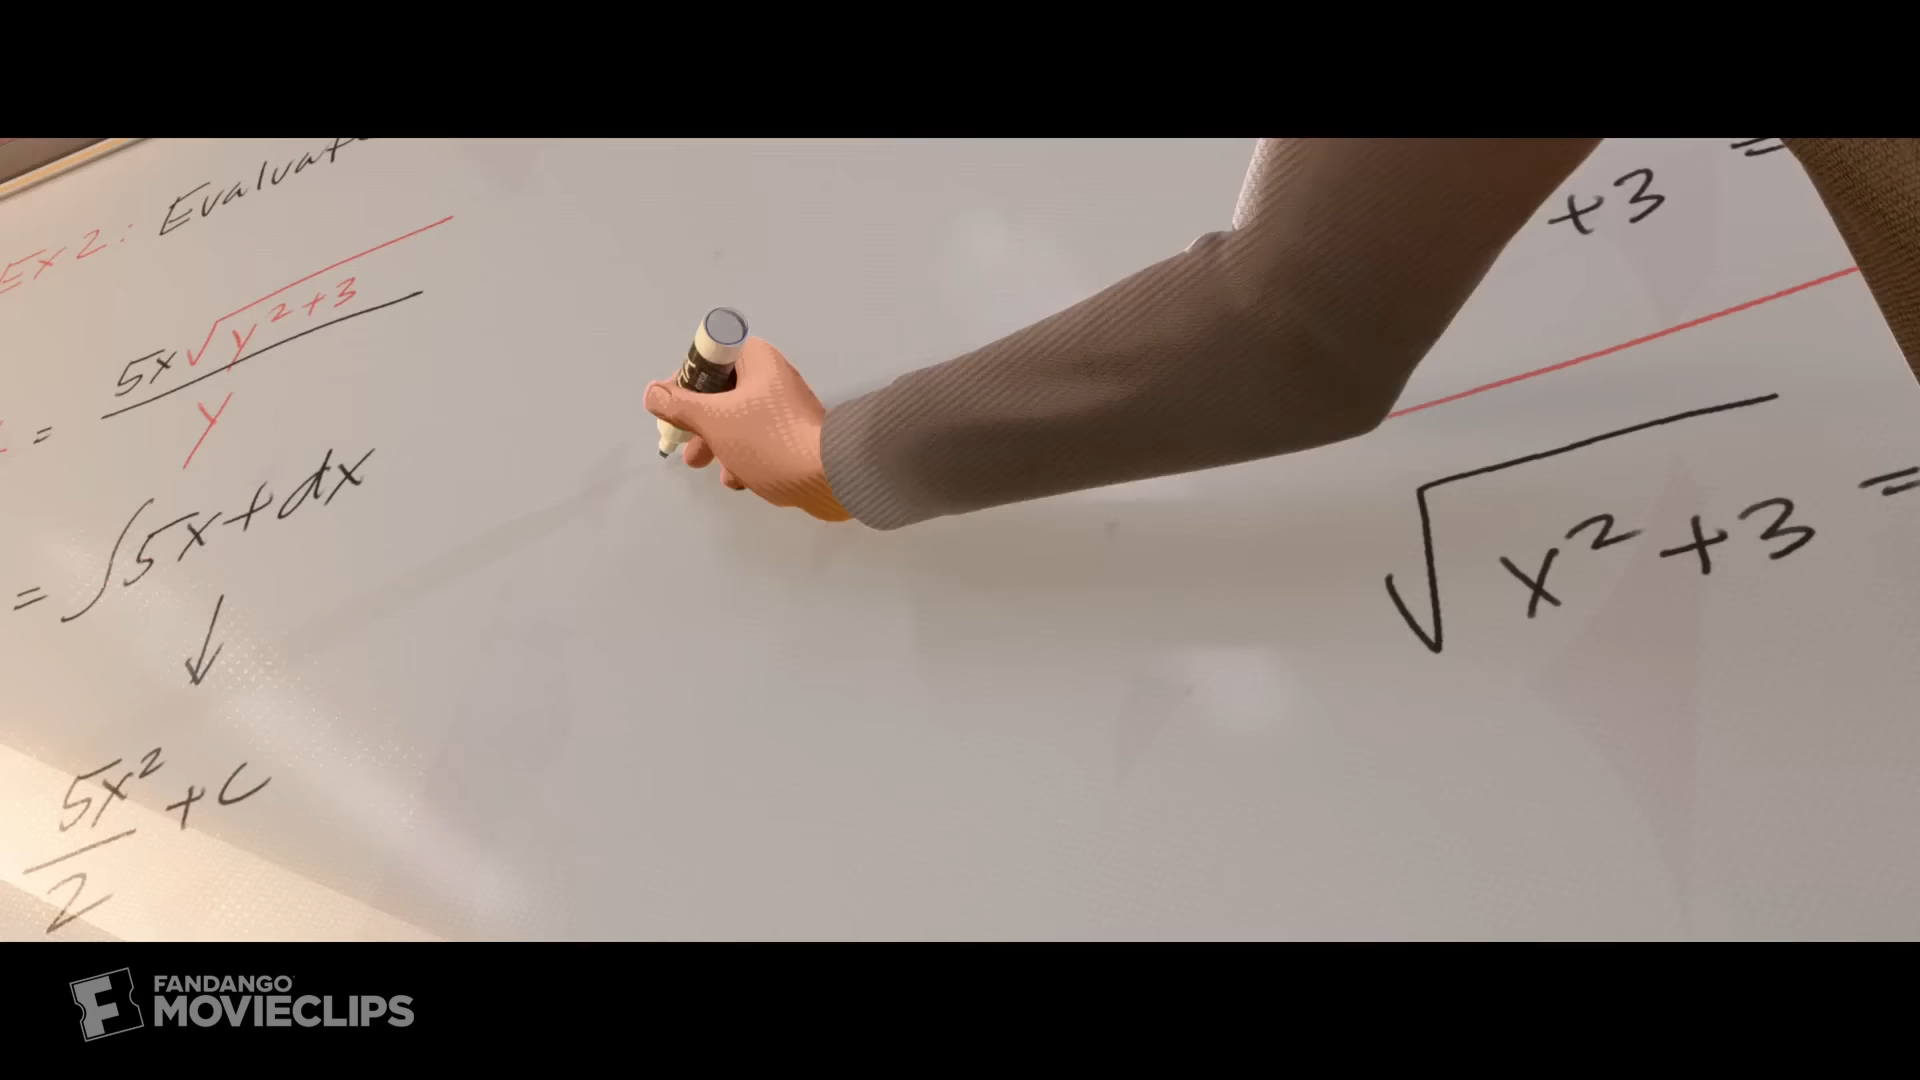 Ex 2: Evaluat
= 5x√y²+3 / y
= ∫5x+dx
↓
5x²/2 +C
+3 =
√x²+3 =
FANDANGO
MOVIECLIPS